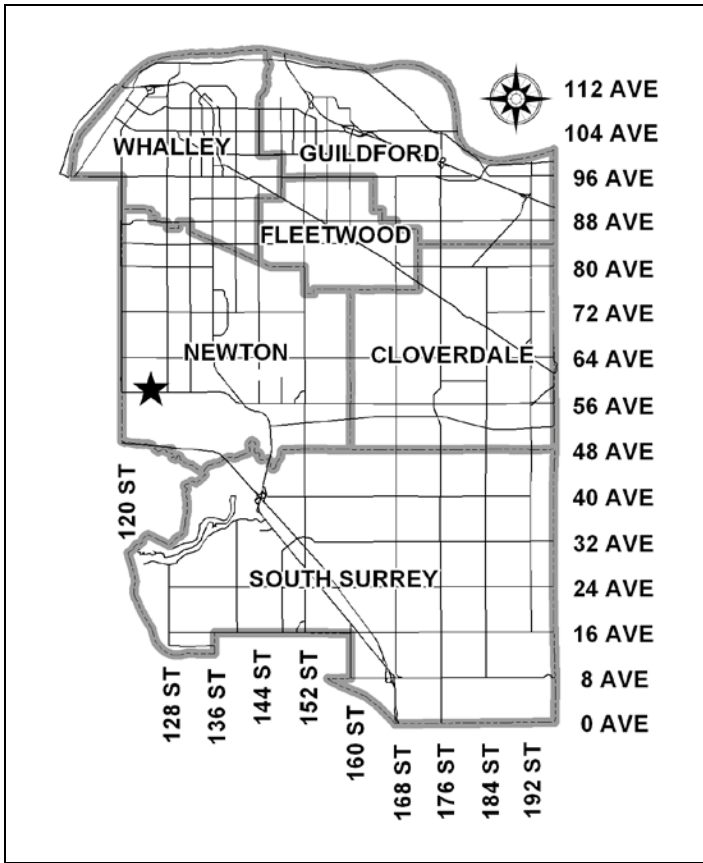 112 AVE
104 AVE
WHALLEY
GUILDFORD
96 AVE
88 AVE
FLEETWOOD
80 AVE
72 AVE
NEWTON
CLOVERDALE
64 AVE
56 AVE
48 AVE
120 ST
40 AVE
32 AVE
SOUTH SURREY
24 AVE
16 AVE
8 AVE
0 AVE
128 ST
136 ST
144 ST
152 ST
160 ST
168 ST
176 ST
184 ST
192 ST